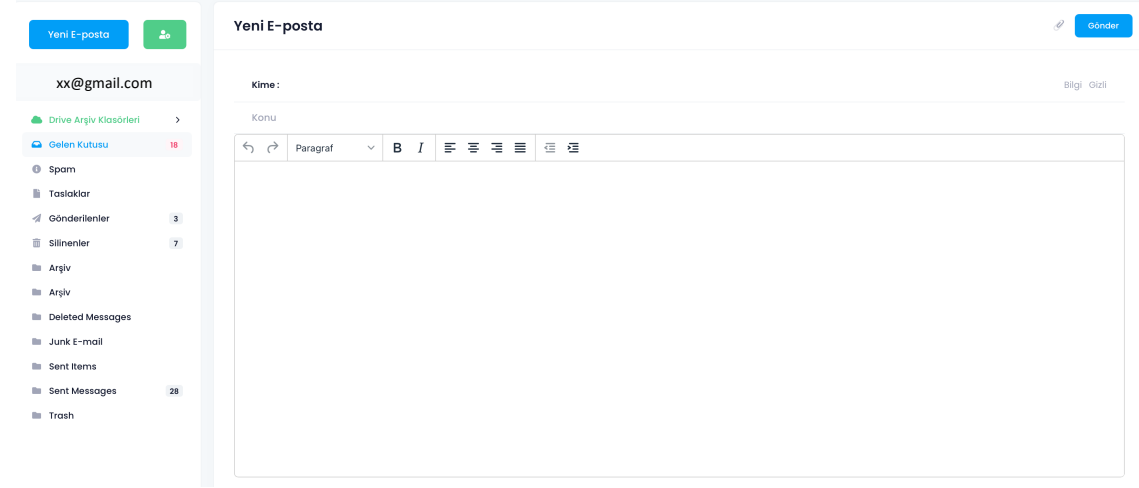 Yeni E-posta
xx@gmail.com
Drive Arşiv Klasörleri
Gelen Kutusu 18
Spam
Taslaklar
Gönderilenler 3
Silinenler 7
Arşiv
Arşiv
Deleted Messages
Junk E-mail
Sent Items
Sent Messages 28
Trash
Yeni E-posta
Gönder
Kime :
Bilgi Gizli
Konu
Paragraf B I